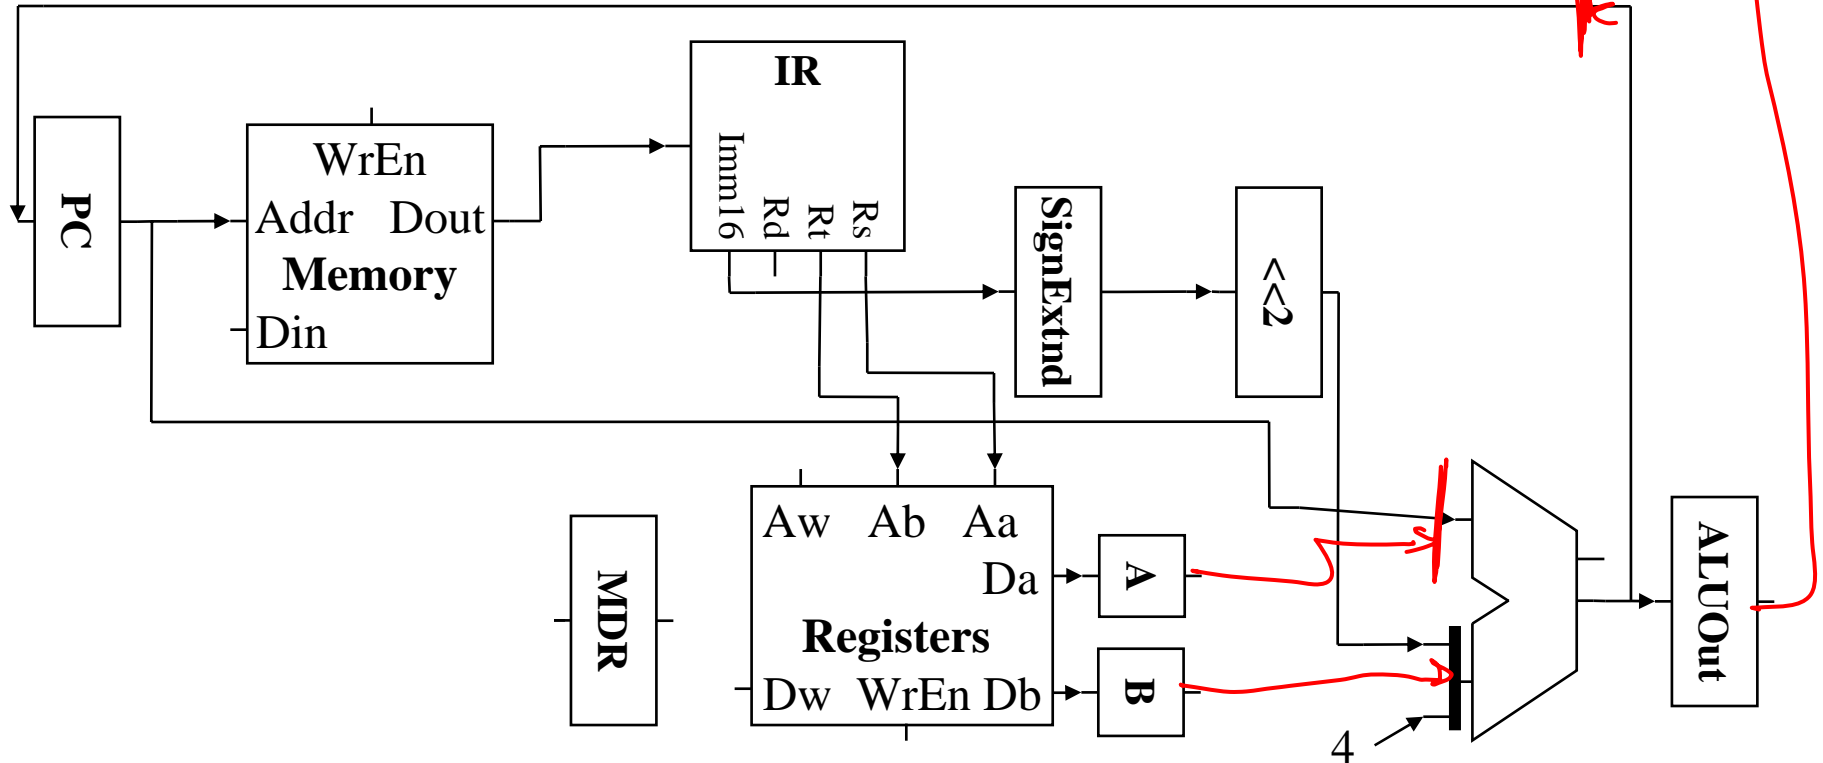 IR
Imm16
Rd
Rt
Rs
PC
WrEn
Addr Dout
Memory
Din
SignExtnd
<<2
Aw Ab Aa
Da
Registers
Dw WrEn Db
MDR
A
B
4
ALUOut